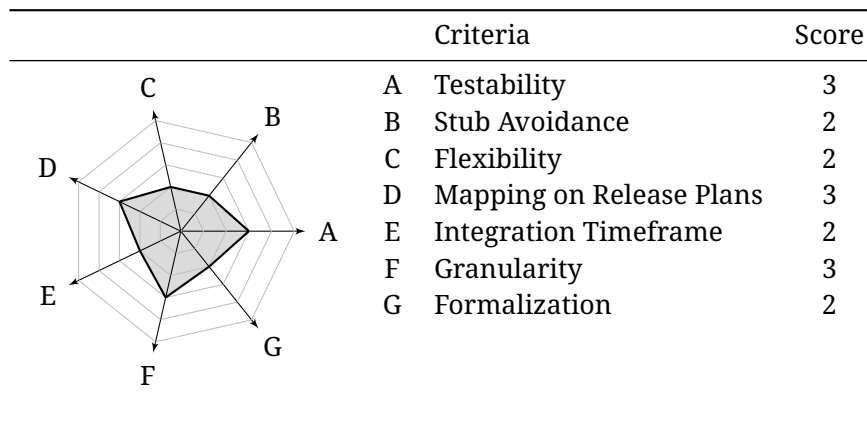 Criteria Score
A Testability 3
B Stub Avoidance 2
C Flexibility 2
D Mapping on Release Plans 3
E Integration Timeframe 2
F Granularity 3
G Formalization 2
C
B
D
A
E
G
F